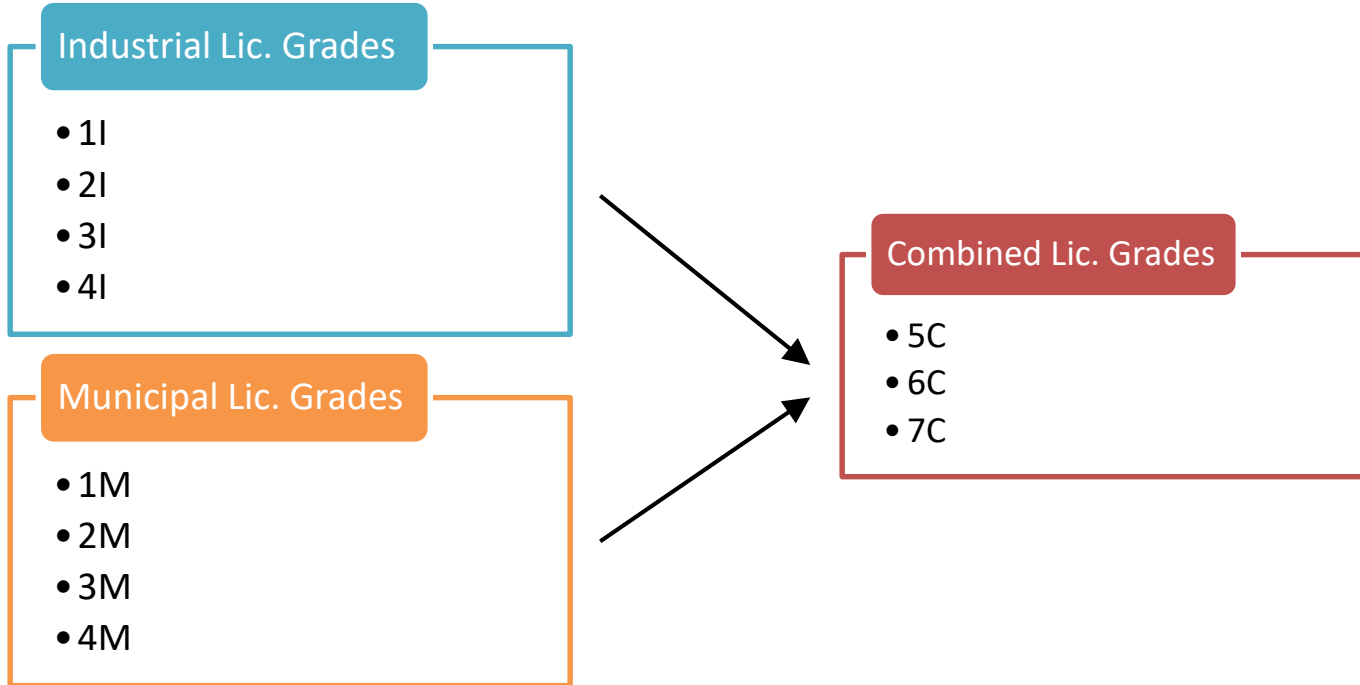 Industrial Lic. Grades
• 1I
• 2I
• 3I
• 4I
Municipal Lic. Grades
• 1M
• 2M
• 3M
• 4M
Combined Lic. Grades
• 5C
• 6C
• 7C